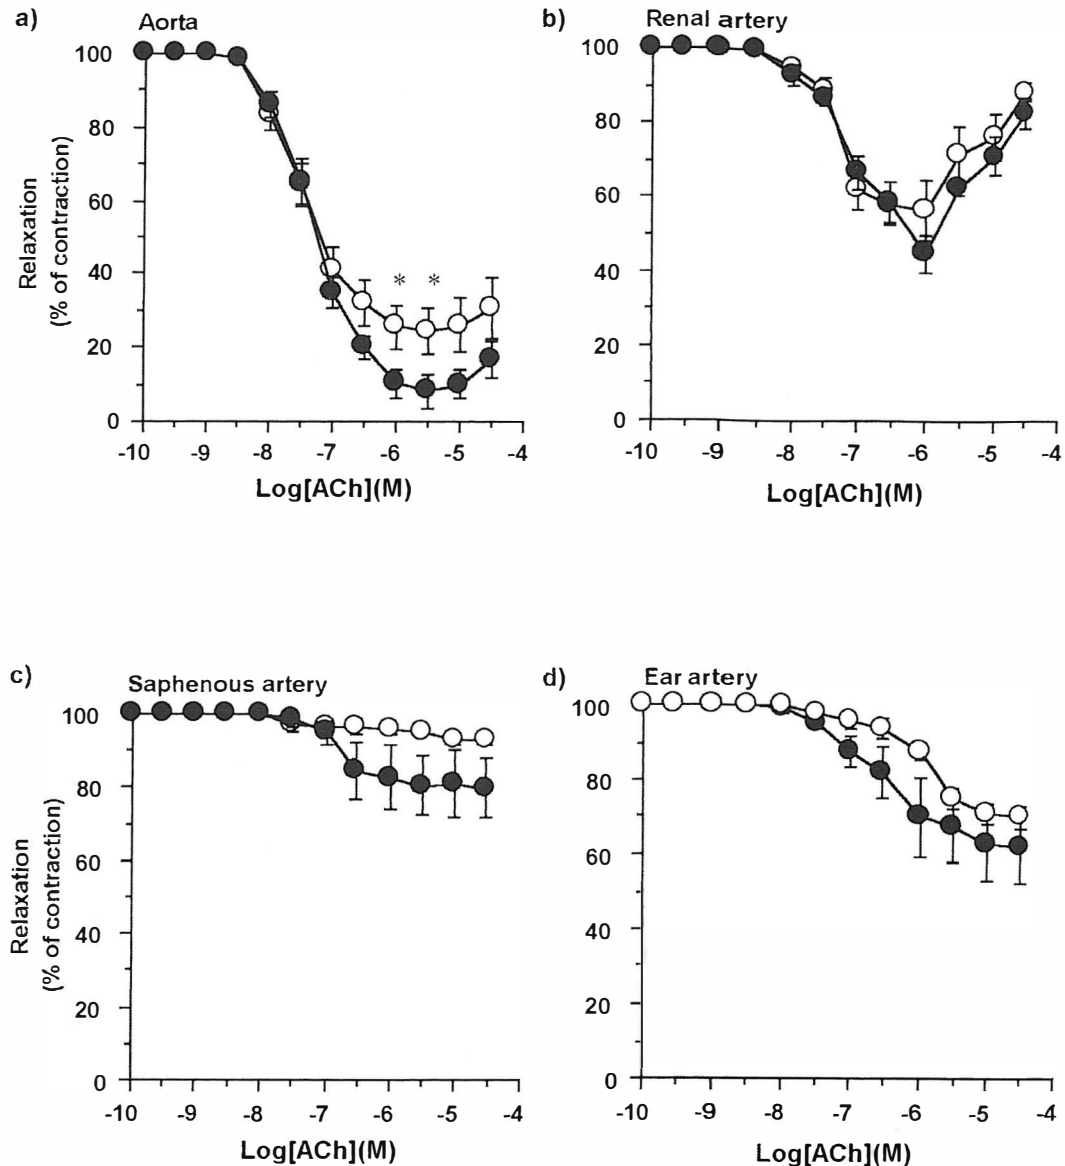 a)
Aorta
100
80
60
40
20
0
Relaxation
(% of contraction)
* *
-10 -9 -8 -7 -6 -5 -4
Log[ACh](M)
b)
Renal artery
100
80
60
40
20
0
-10 -9 -8 -7 -6 -5 -4
Log[ACh](M)
c)
Saphenous artery
100
80
60
40
20
0
Relaxation
(% of contraction)
-10 -9 -8 -7 -6 -5 -4
Log[ACh](M)
d)
Ear artery
100
80
60
40
20
0
-10 -9 -8 -7 -6 -5 -4
Log[ACh](M)